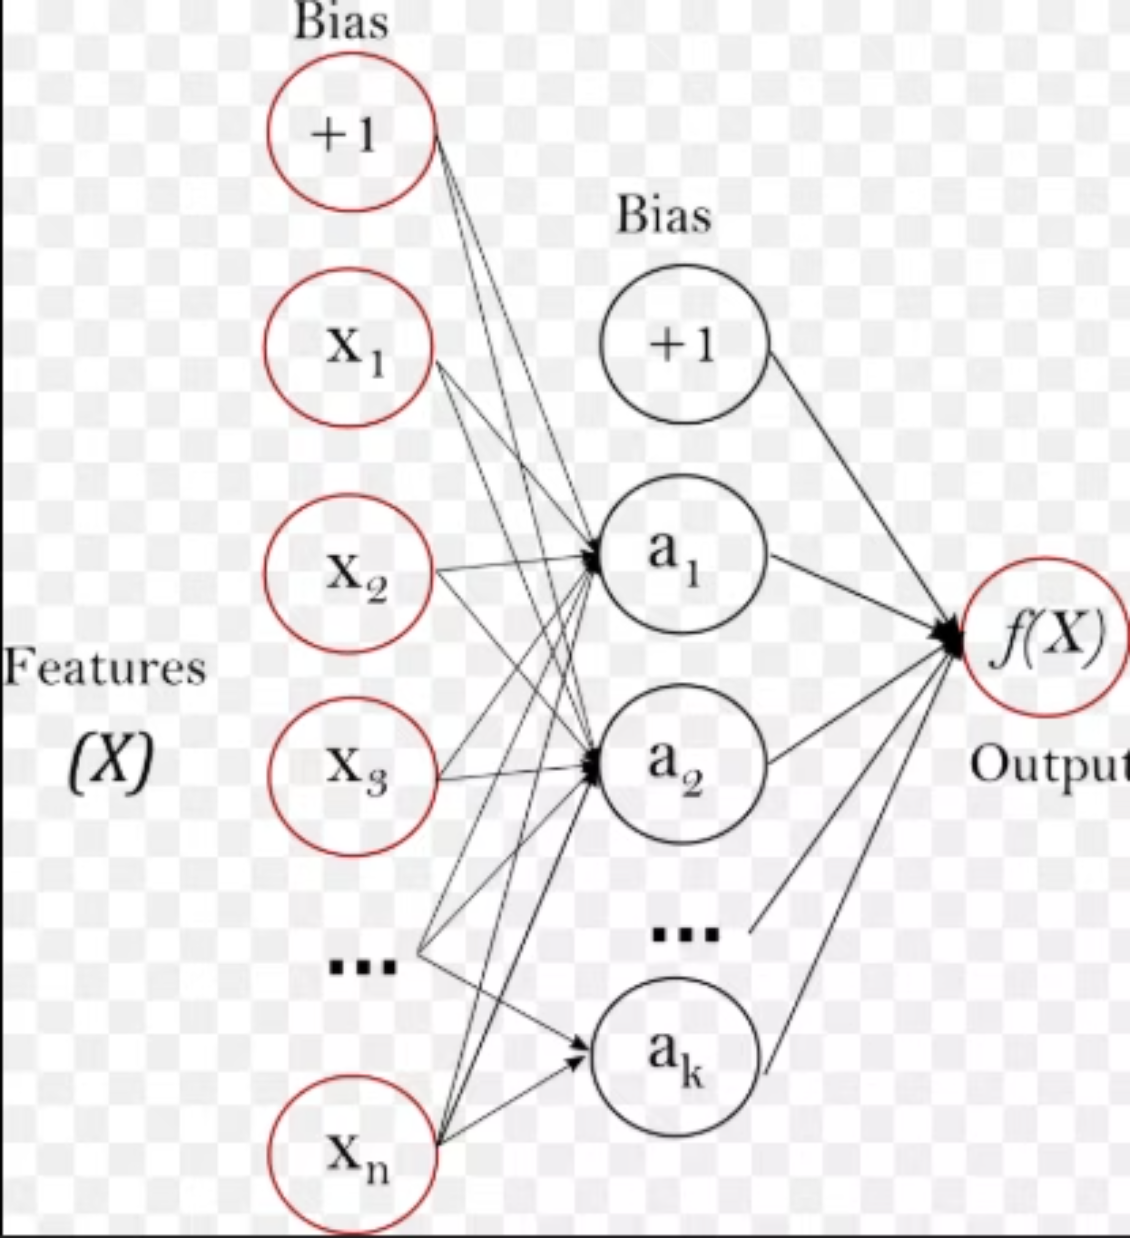 Bias
+1
x₁
x₂
x₃
...
xₙ
Features
(X)
Bias
+1
a₁
a₂
...
aₖ
f(X)
Output